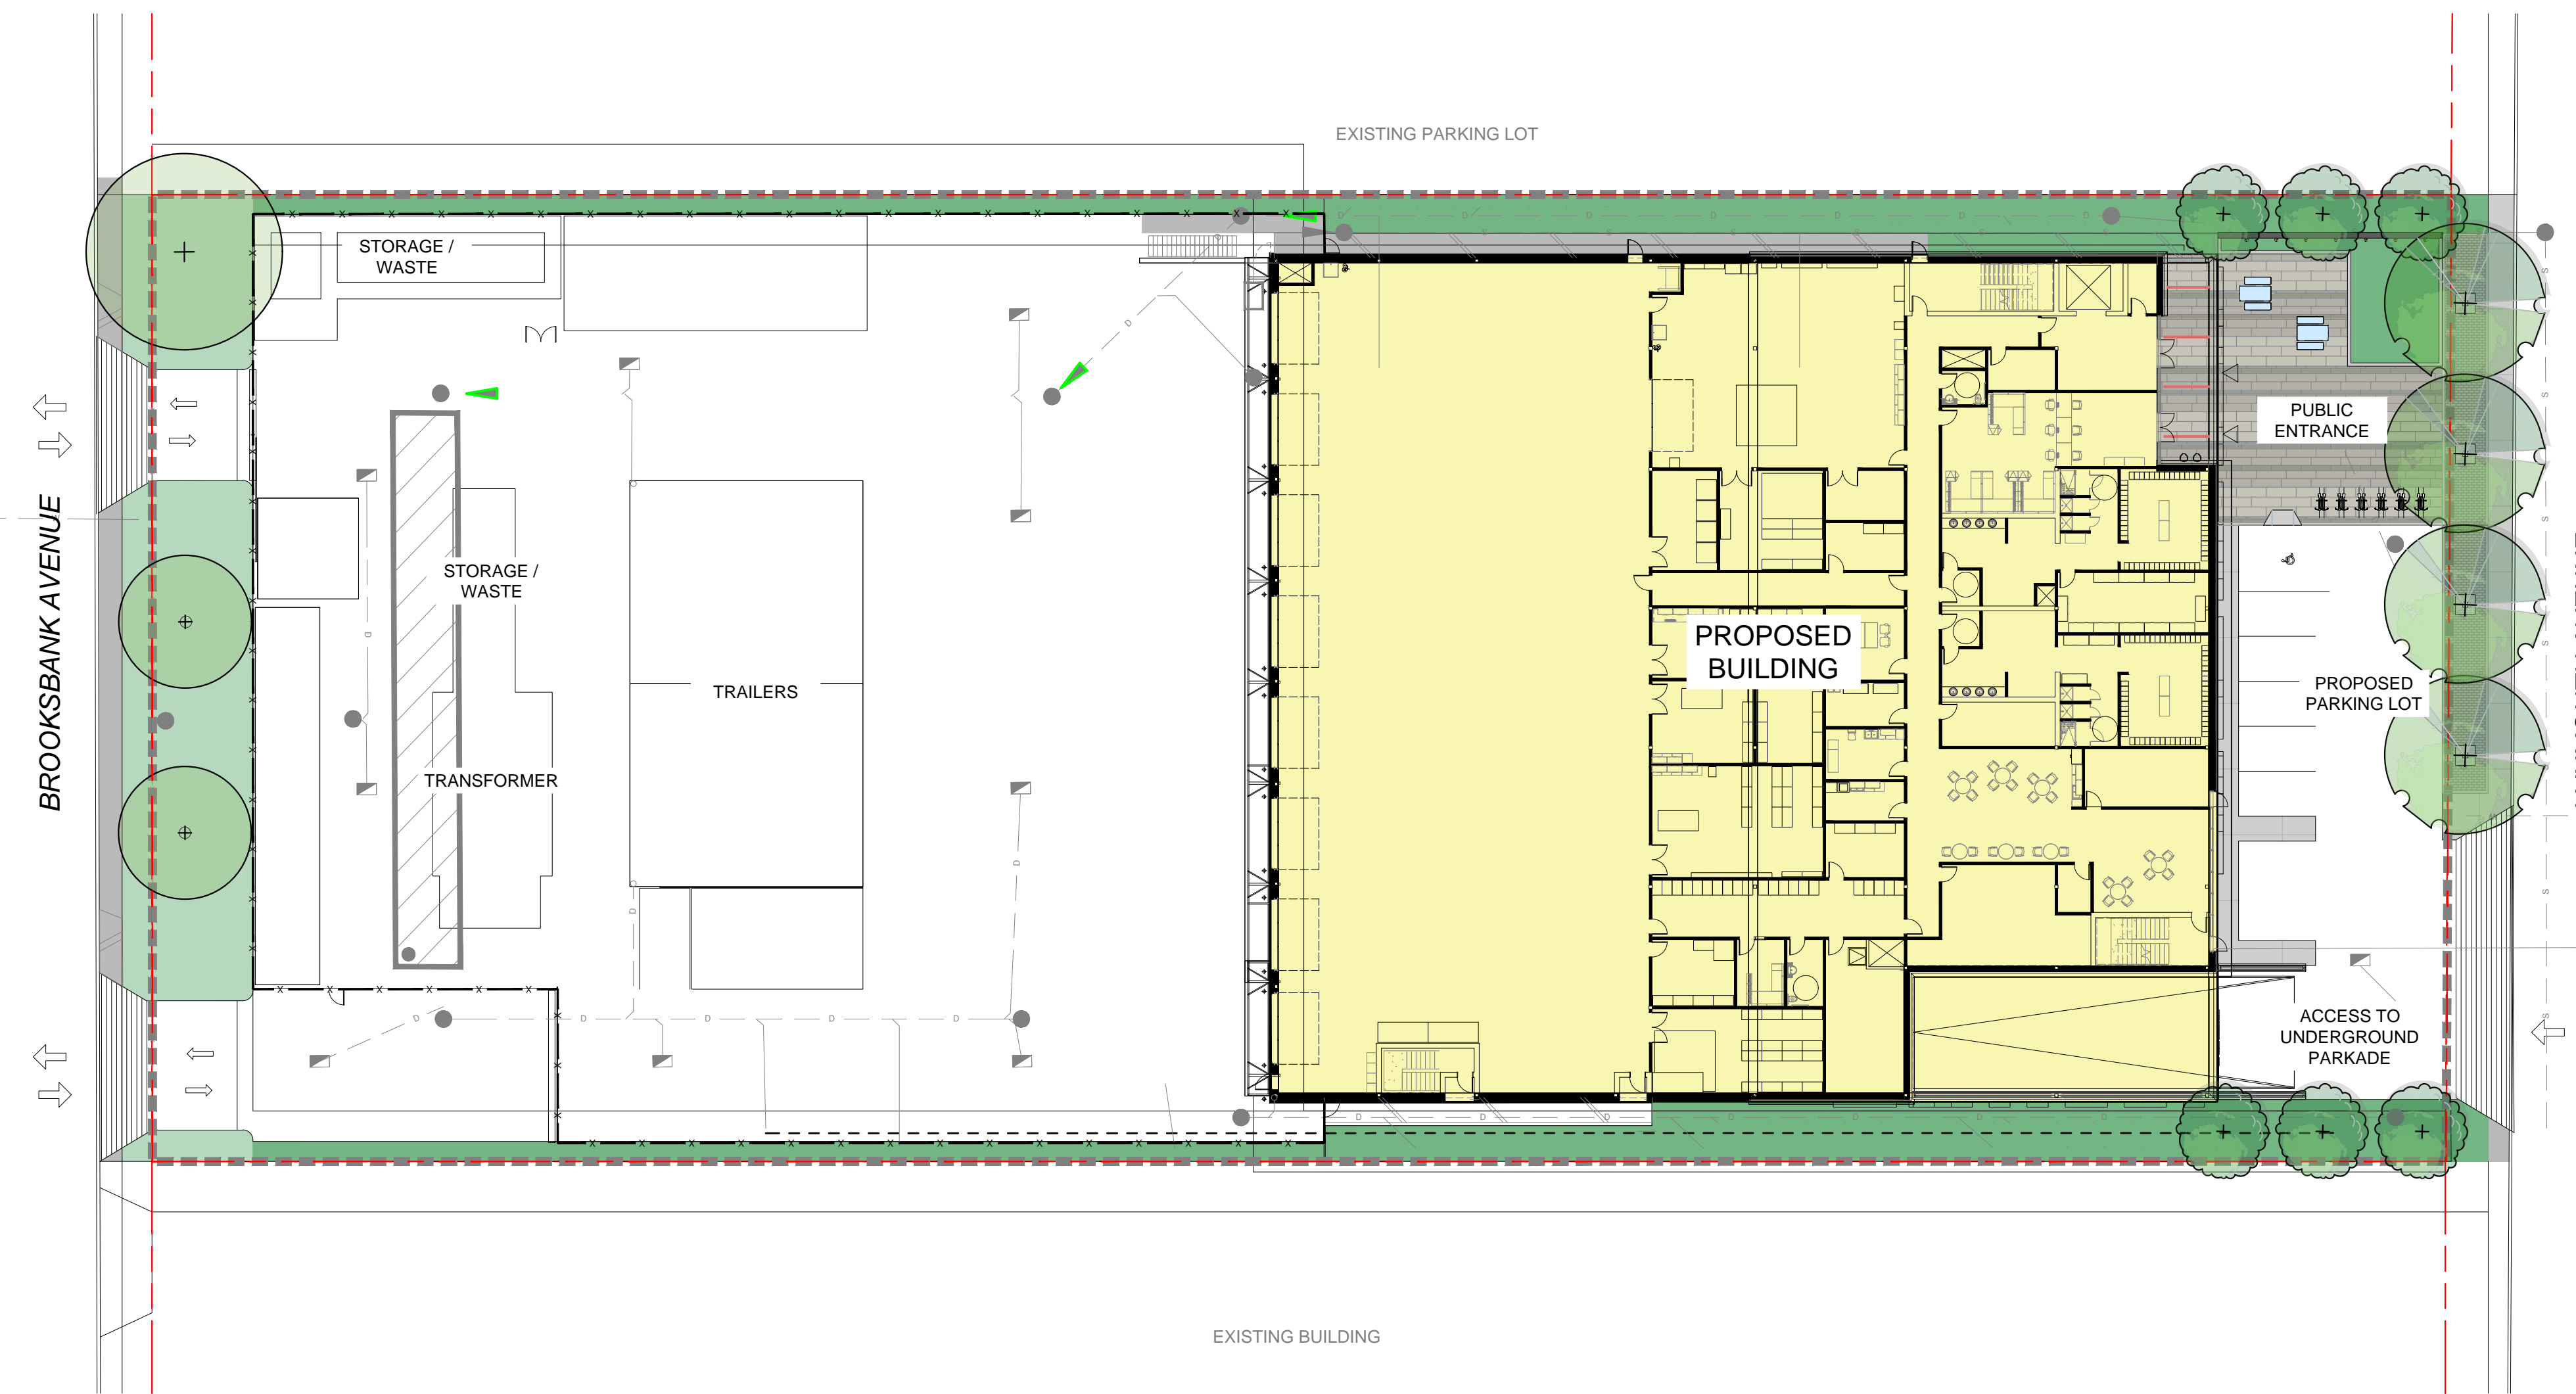 EXISTING PARKING LOT
STORAGE /
WASTE
PUBLIC
ENTRANCE
BROOKSBANK AVENUE
STORAGE /
WASTE
PROPOSED
BUILDING
TRAILERS
PROPOSED
PARKING LOT
TRANSFORMER
ACCESS TO
UNDERGROUND
PARKADE
EXISTING BUILDING